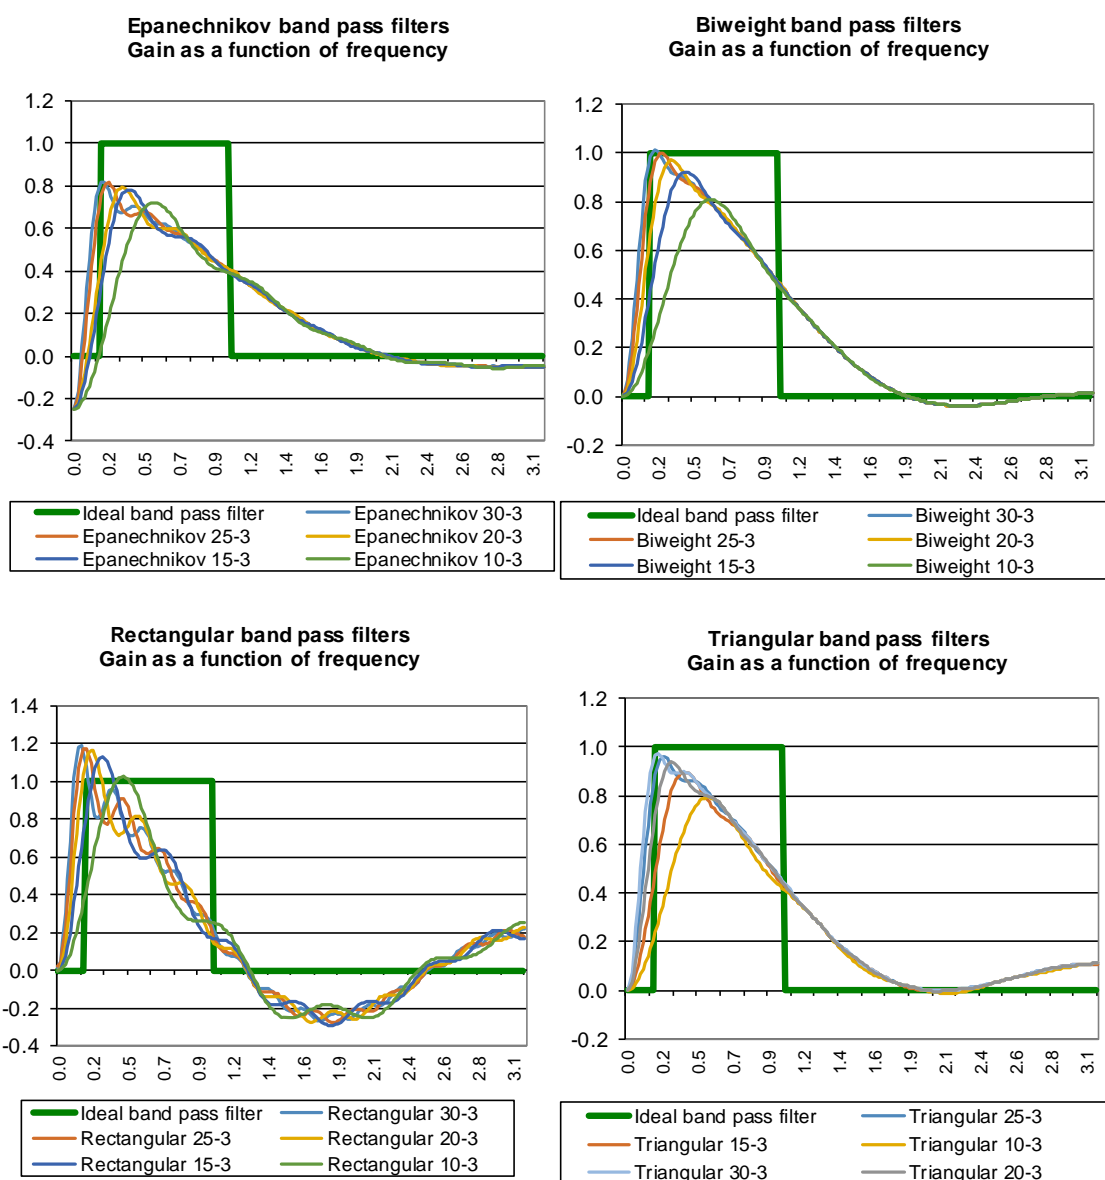 Epanechnikov band pass filters
Gain as a function of frequency
1.2
1.0
0.8
0.6
0.4
0.2
0.0
-0.2
-0.4
0.0 0.2 0.5 0.7 0.9 1.2 1.4 1.6 1.9 2.1 2.4 2.6 2.8 3.1
Ideal band pass filter Epanechnikov 30-3
Epanechnikov 25-3 Epanechnikov 20-3
Epanechnikov 15-3 Epanechnikov 10-3
Biweight band pass filters
Gain as a function of frequency
1.2
1.0
0.8
0.6
0.4
0.2
0.0
-0.2
0.0 0.2 0.5 0.7 0.9 1.2 1.4 1.6 1.9 2.1 2.4 2.6 2.8 3.1
Ideal band pass filter Biweight 30-3
Biweight 25-3 Biweight 20-3
Biweight 15-3 Biweight 10-3
Rectangular band pass filters
Gain as a function of frequency
1.4
1.2
1.0
0.8
0.6
0.4
0.2
0.0
-0.2
-0.4
0.0 0.2 0.5 0.7 0.9 1.2 1.4 1.6 1.9 2.1 2.4 2.6 2.8 3.1
Ideal band pass filter Rectangular 30-3
Rectangular 25-3 Rectangular 20-3
Rectangular 15-3 Rectangular 10-3
Triangular band pass filters
Gain as a function of frequency
1.2
1.0
0.8
0.6
0.4
0.2
0.0
-0.2
0.0 0.2 0.5 0.7 0.9 1.2 1.4 1.6 1.9 2.1 2.4 2.6 2.8 3.1
Ideal band pass filter Triangular 25-3
Triangular 15-3 Triangular 10-3
Triangular 30-3 Triangular 20-3